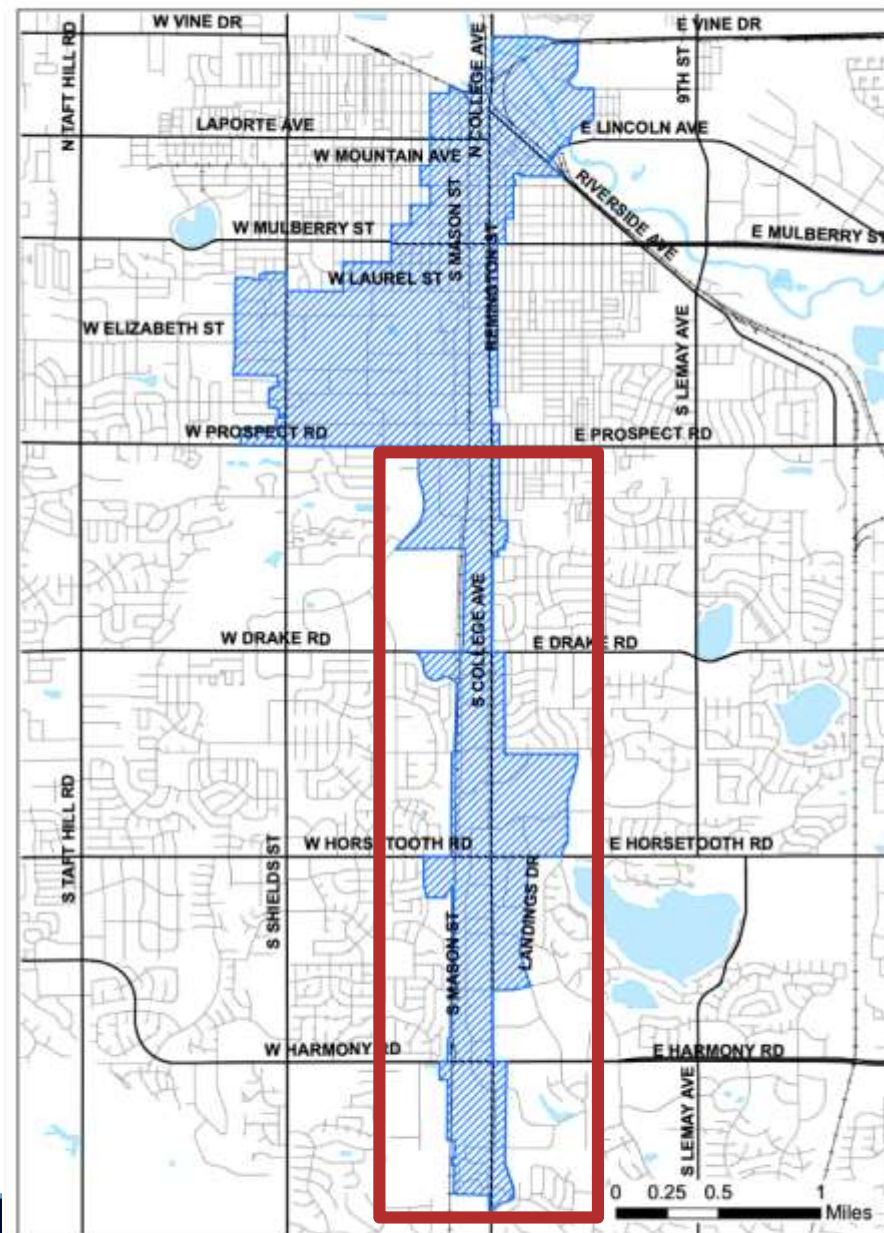 W VINE DR
E VINE DR
N TAFT HILL RD
N COLLEGE AVE
9TH ST
LAPORTE AVE
E LINCOLN AVE
W MOUNTAIN AVE
S MASON ST
RIVERSIDE AVE
W MULBERRY ST
E MULBERRY ST
W LAUREL ST
REMINGTON ST
W ELIZABETH ST
S LEMAY AVE
W PROSPECT RD
E PROSPECT RD
S COLLEGE AVE
W DRAKE RD
E DRAKE RD
S TAFT HILL RD
S SHIELDS ST
W HORSETOOTH RD
E HORSETOOTH RD
S MASON ST
LANDINGS DR
W HARMONY RD
E HARMONY RD
S LEMAY AVE
0 0.25 0.5 1
Miles